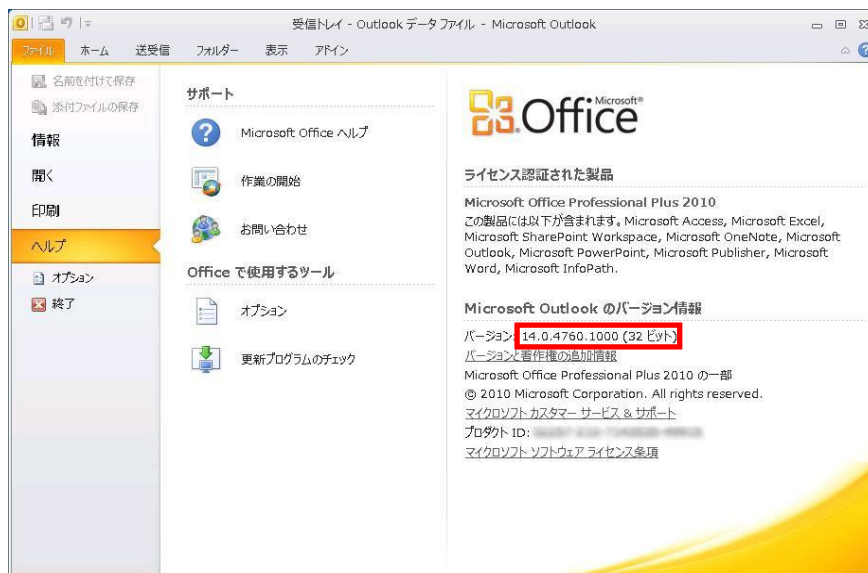 受信トレイ - Outlook データ ファイル - Microsoft Outlook
ファイル ホーム 送受信 フォルダー 表示 アドイン
名前を付けて保存
添付ファイルの保存
情報
開く
印刷
ヘルプ
オプション
終了
サポート
Microsoft Office ヘルプ
作業の開始
お問い合わせ
Office で使用するツール
オプション
更新プログラムのチェック
Microsoft®
Office
ライセンス認証された製品
Microsoft Office Professional Plus 2010
この製品には以下が含まれます。Microsoft Access, Microsoft Excel,
Microsoft SharePoint Workspace, Microsoft OneNote, Microsoft
Outlook, Microsoft PowerPoint, Microsoft Publisher, Microsoft
Word, Microsoft InfoPath.
Microsoft Outlook のバージョン情報
バージョン: 14.0.4760.1000 (32 ビット)
バージョンと著作権の追加情報
Microsoft Office Professional Plus 2010 の一部
© 2010 Microsoft Corporation. All rights reserved.
マイクロソフト カスタマー サービス & サポート
プロダクト ID:
マイクロソフト ソフトウェア ライセンス条項